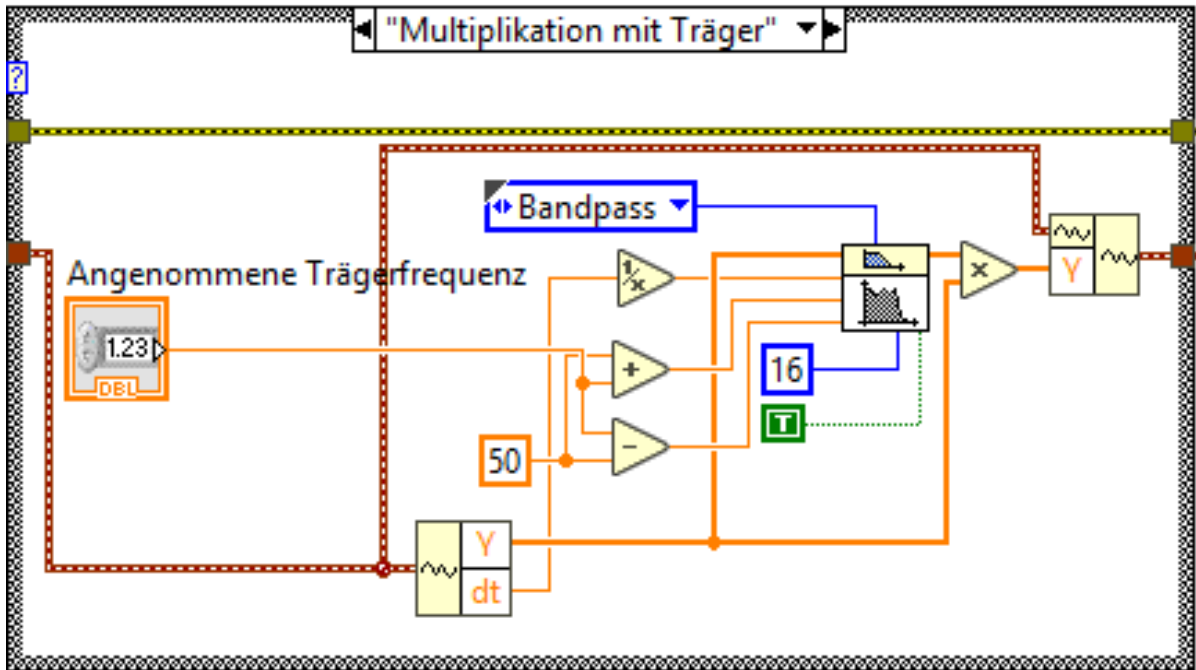 "Multiplikation mit Träger"
?
Bandpass
Angenommene Trägerfrequenz
1/x
x
Y
1.23
DBL
+
16
T
50
-
Y
dt